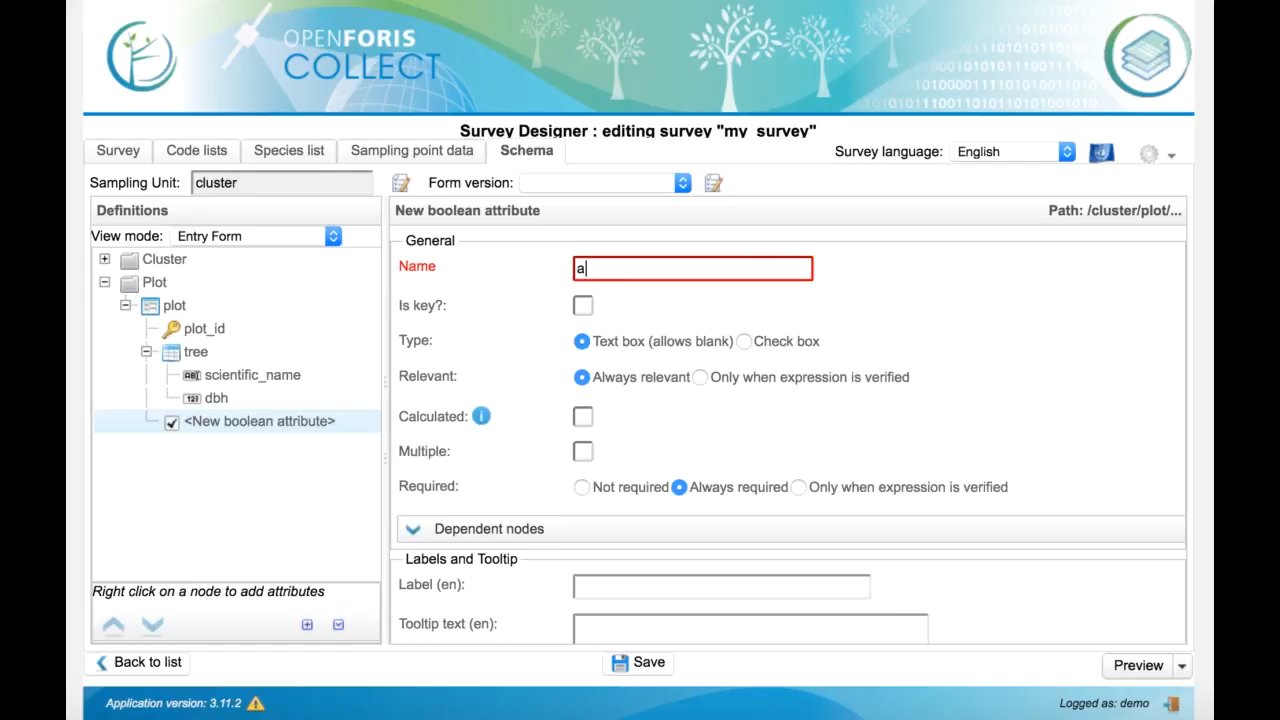 OPENFORIS
COLLECT
Survey Designer : editing survey "my_survey"
Survey
Code lists
Species list
Sampling point data
Schema
Survey language:
English
Sampling Unit:
cluster
Form version:
Definitions
New boolean attribute
Path: /cluster/plot/...
View mode:
Entry Form
General
Cluster
Name
a
Plot
plot
Is key?:
plot_id
Type:
Text box (allows blank)
Check box
tree
scientific_name
Relevant:
Always relevant
Only when expression is verified
dbh
<New boolean attribute>
Calculated:
Multiple:
Required:
Not required
Always required
Only when expression is verified
Dependent nodes
Labels and Tooltip
Label (en):
Right click on a node to add attributes
Tooltip text (en):
Back to list
Save
Preview
Application version: 3.11.2
Logged as: demo